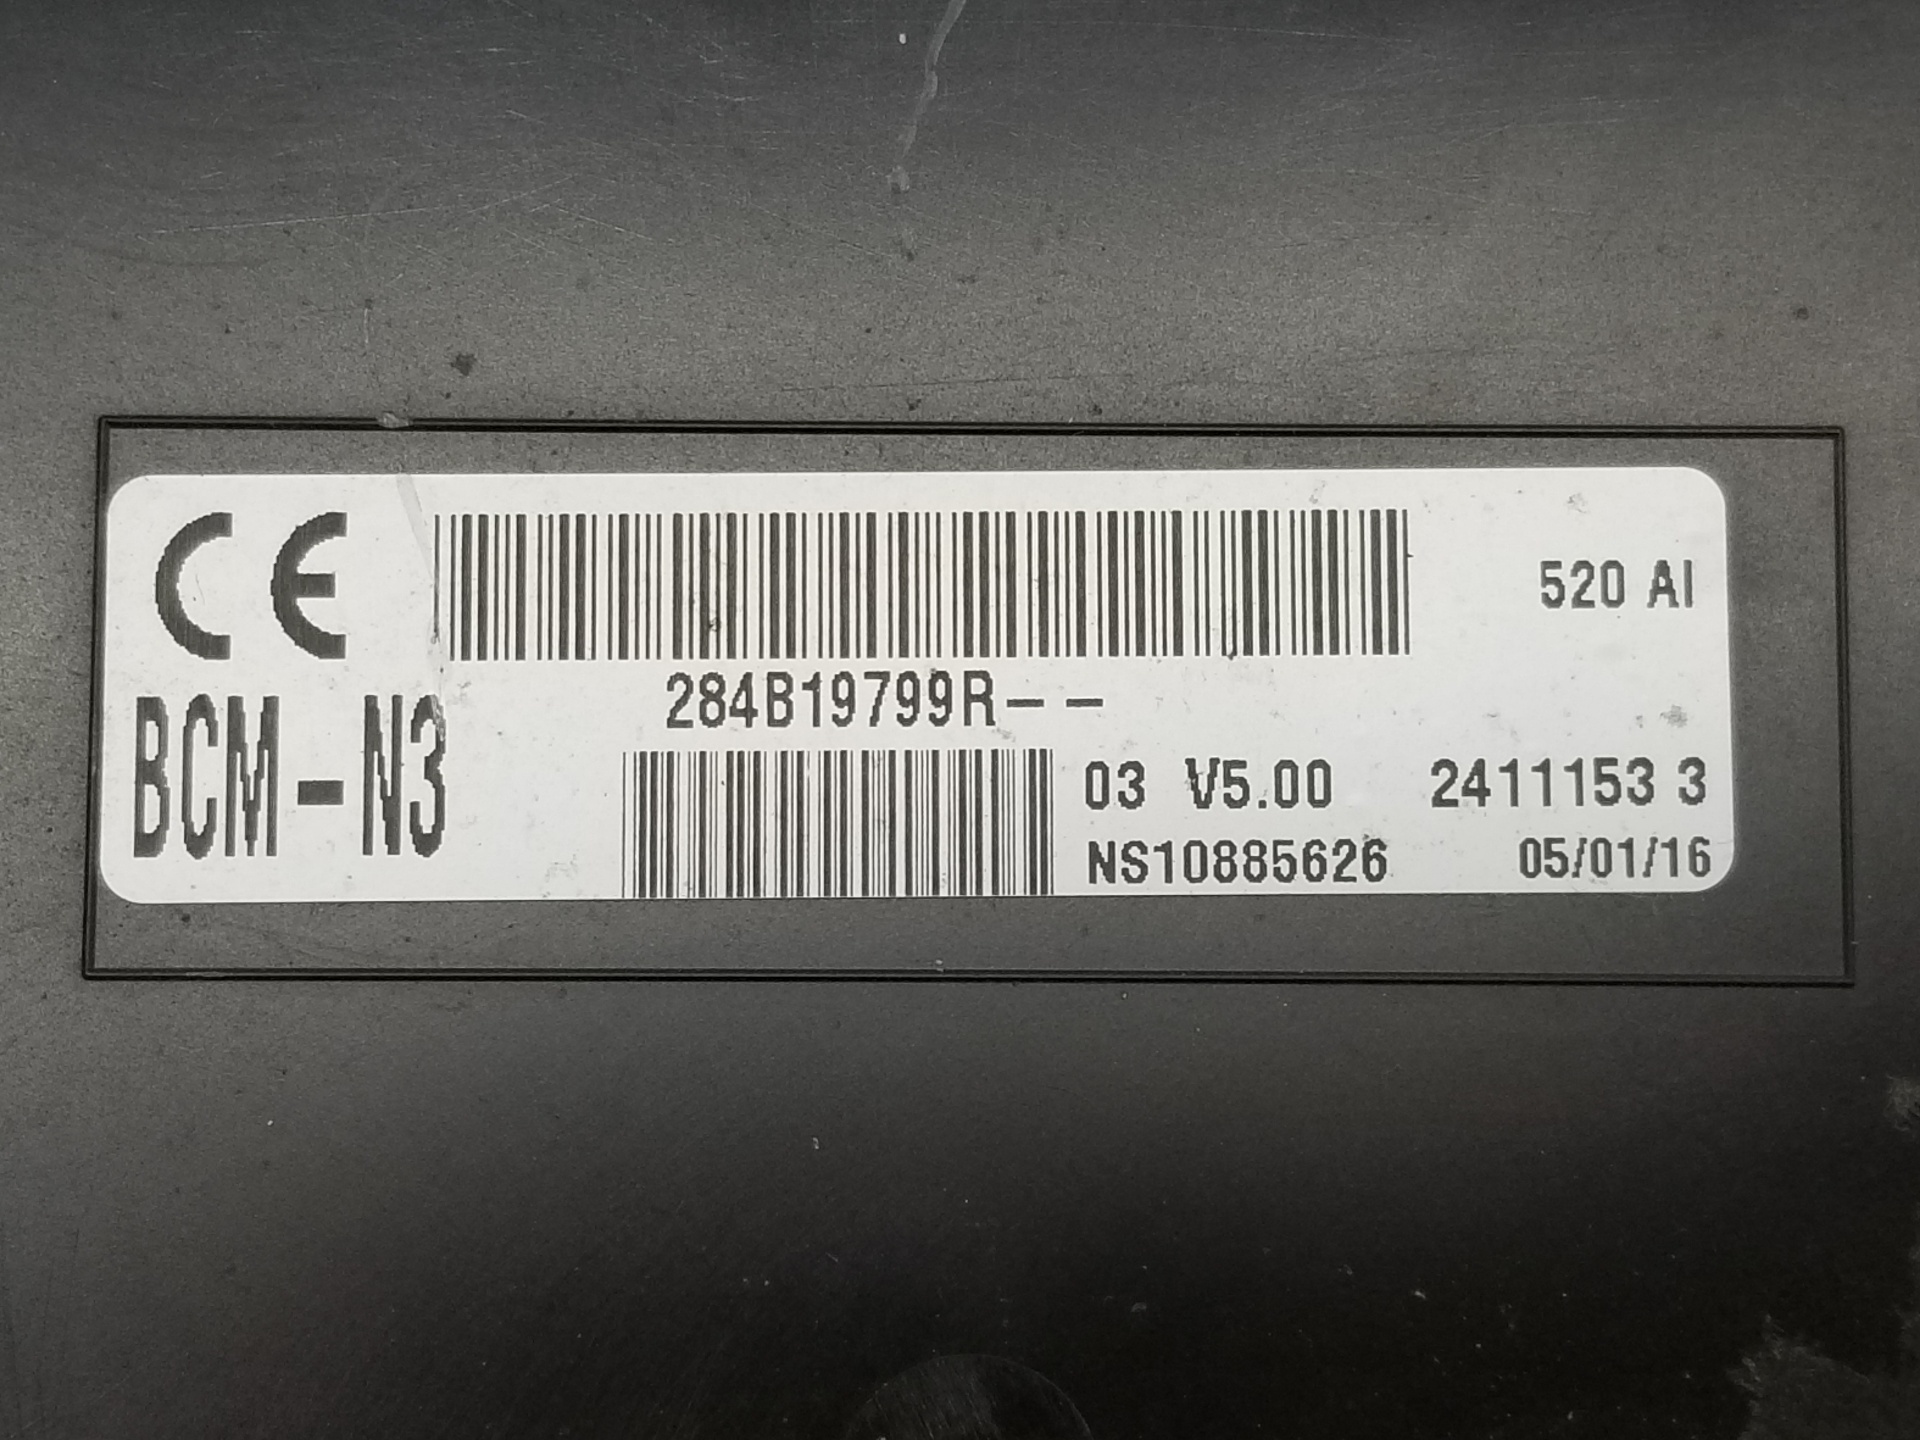 CE
520 AI
284B19799R--
BCM-N3
03 V5.00 2411153 3
NS10885626 05/01/16